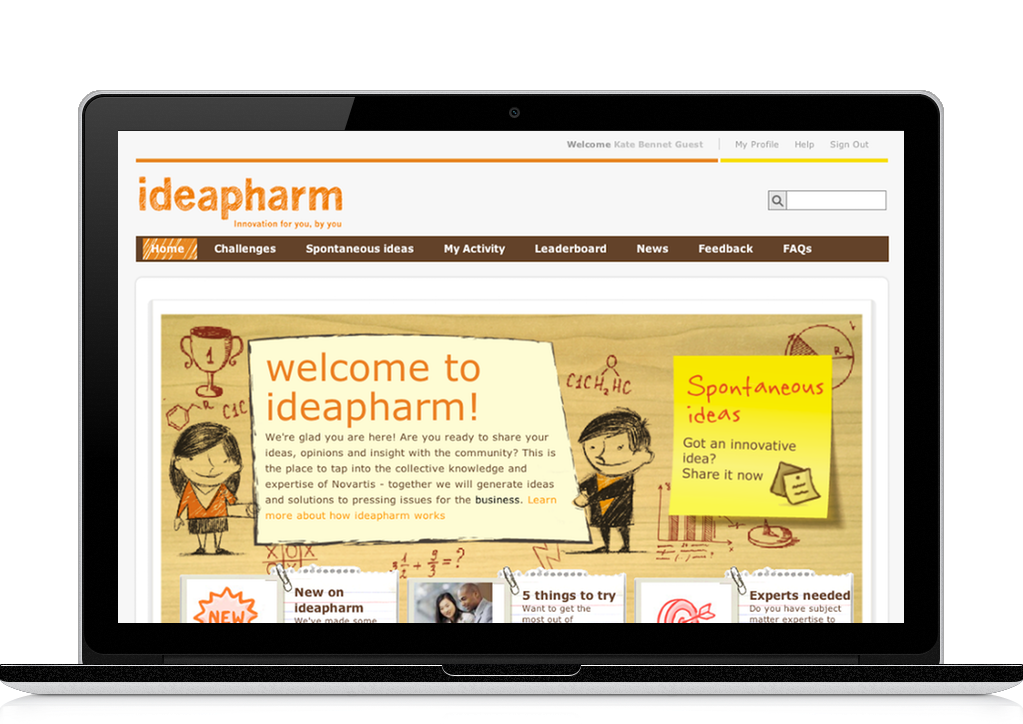 Welcome Kate Bennet Guest
My Profile
Help
Sign Out
ideapharm
Innovation for you, by you
Home
Challenges
Spontaneous ideas
My Activity
Leaderboard
News
Feedback
FAQs
1
R
C1C
welcome to
ideapharm!
We're glad you are here! Are you ready to share your
ideas, opinions and insight with the community? This is
the place to tap into the collective knowledge and
expertise of Novartis - together we will generate ideas
and solutions to pressing issues for the business. Learn
more about how ideapharm works
O
C1CH₂HC
R
Spontaneous
ideas
Got an innovative
idea?
Share it now
X O X
3 1/2 + 9/3 = ?
NEW
New on
ideapharm
We've made some
5 things to try
Want to get the
most out of
Experts needed
Do you have subject
matter expertise to